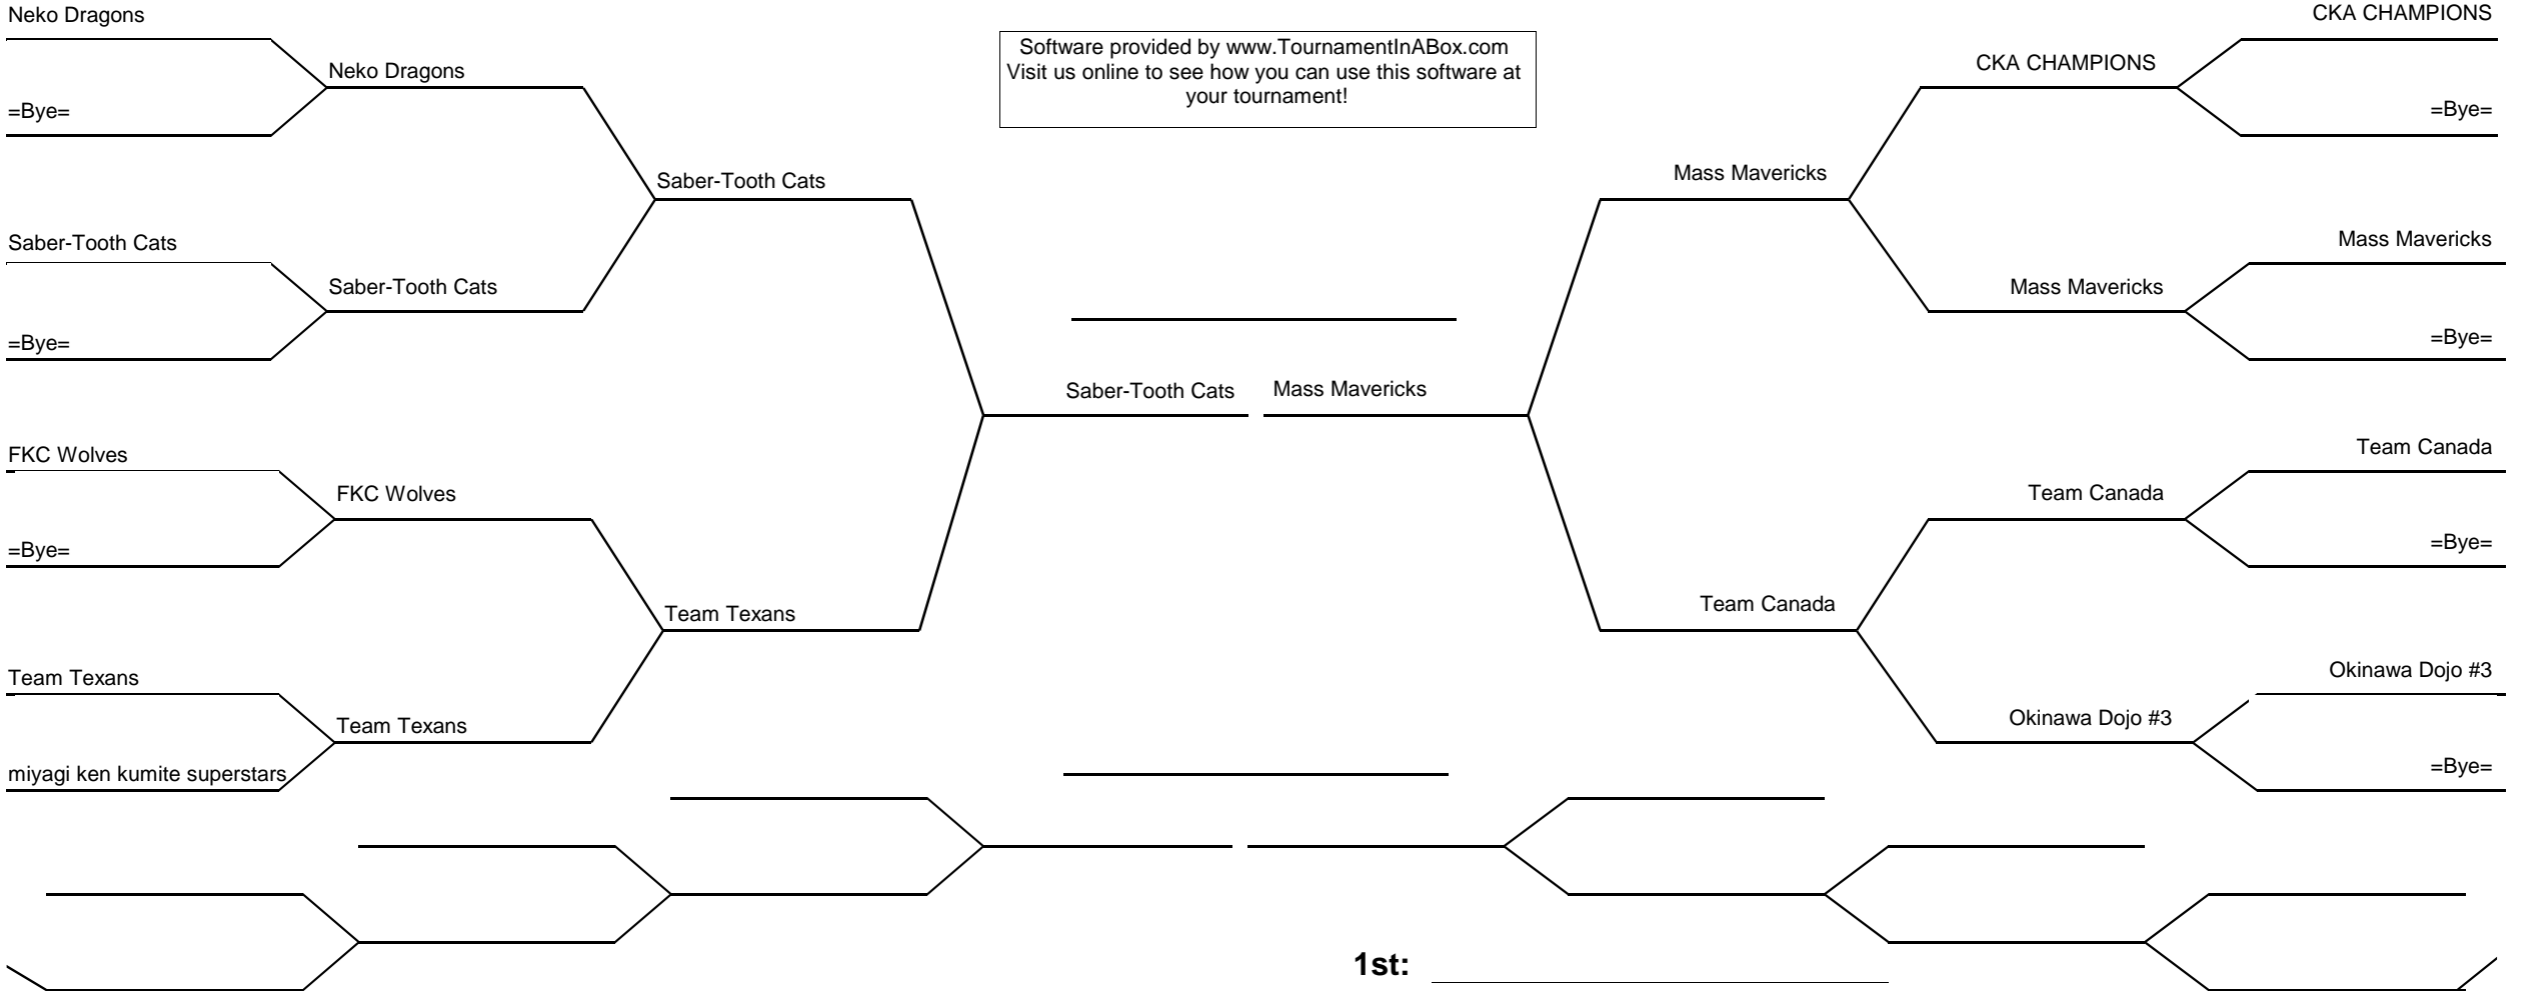 Neko Dragons
CKA CHAMPIONS
Software provided by www.TournamentInABox.com
Visit us online to see how you can use this software at
your tournament!
Neko Dragons
CKA CHAMPIONS
=Bye=
=Bye=
Saber-Tooth Cats
Mass Mavericks
Saber-Tooth Cats
Mass Mavericks
Saber-Tooth Cats
Mass Mavericks
=Bye=
=Bye=
Saber-Tooth Cats
Mass Mavericks
FKC Wolves
Team Canada
FKC Wolves
Team Canada
=Bye=
=Bye=
Team Texans
Team Canada
Team Texans
Okinawa Dojo #3
Team Texans
Okinawa Dojo #3
miyagi ken kumite superstars
=Bye=
1st: